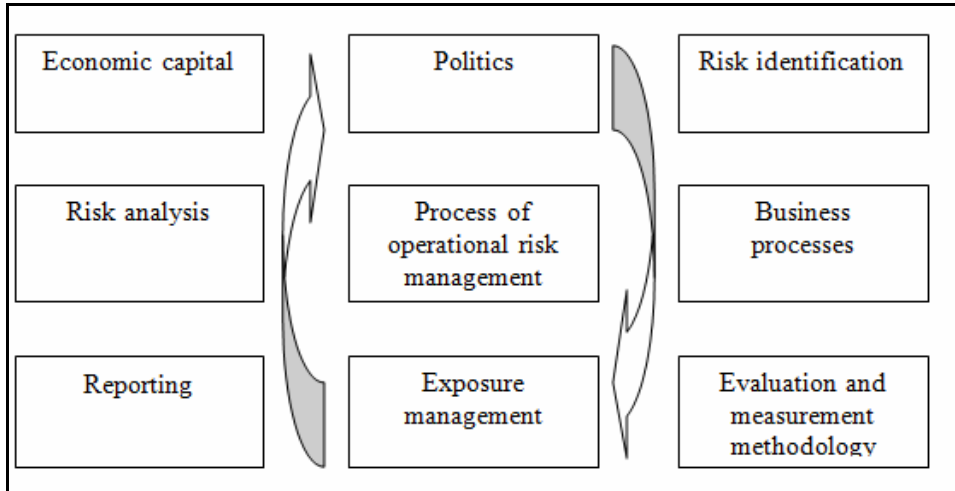 Economic capital
Politics
Risk identification
Risk analysis
Process of
operational risk
management
Business
processes
Reporting
Exposure
management
Evaluation and
measurement
methodology